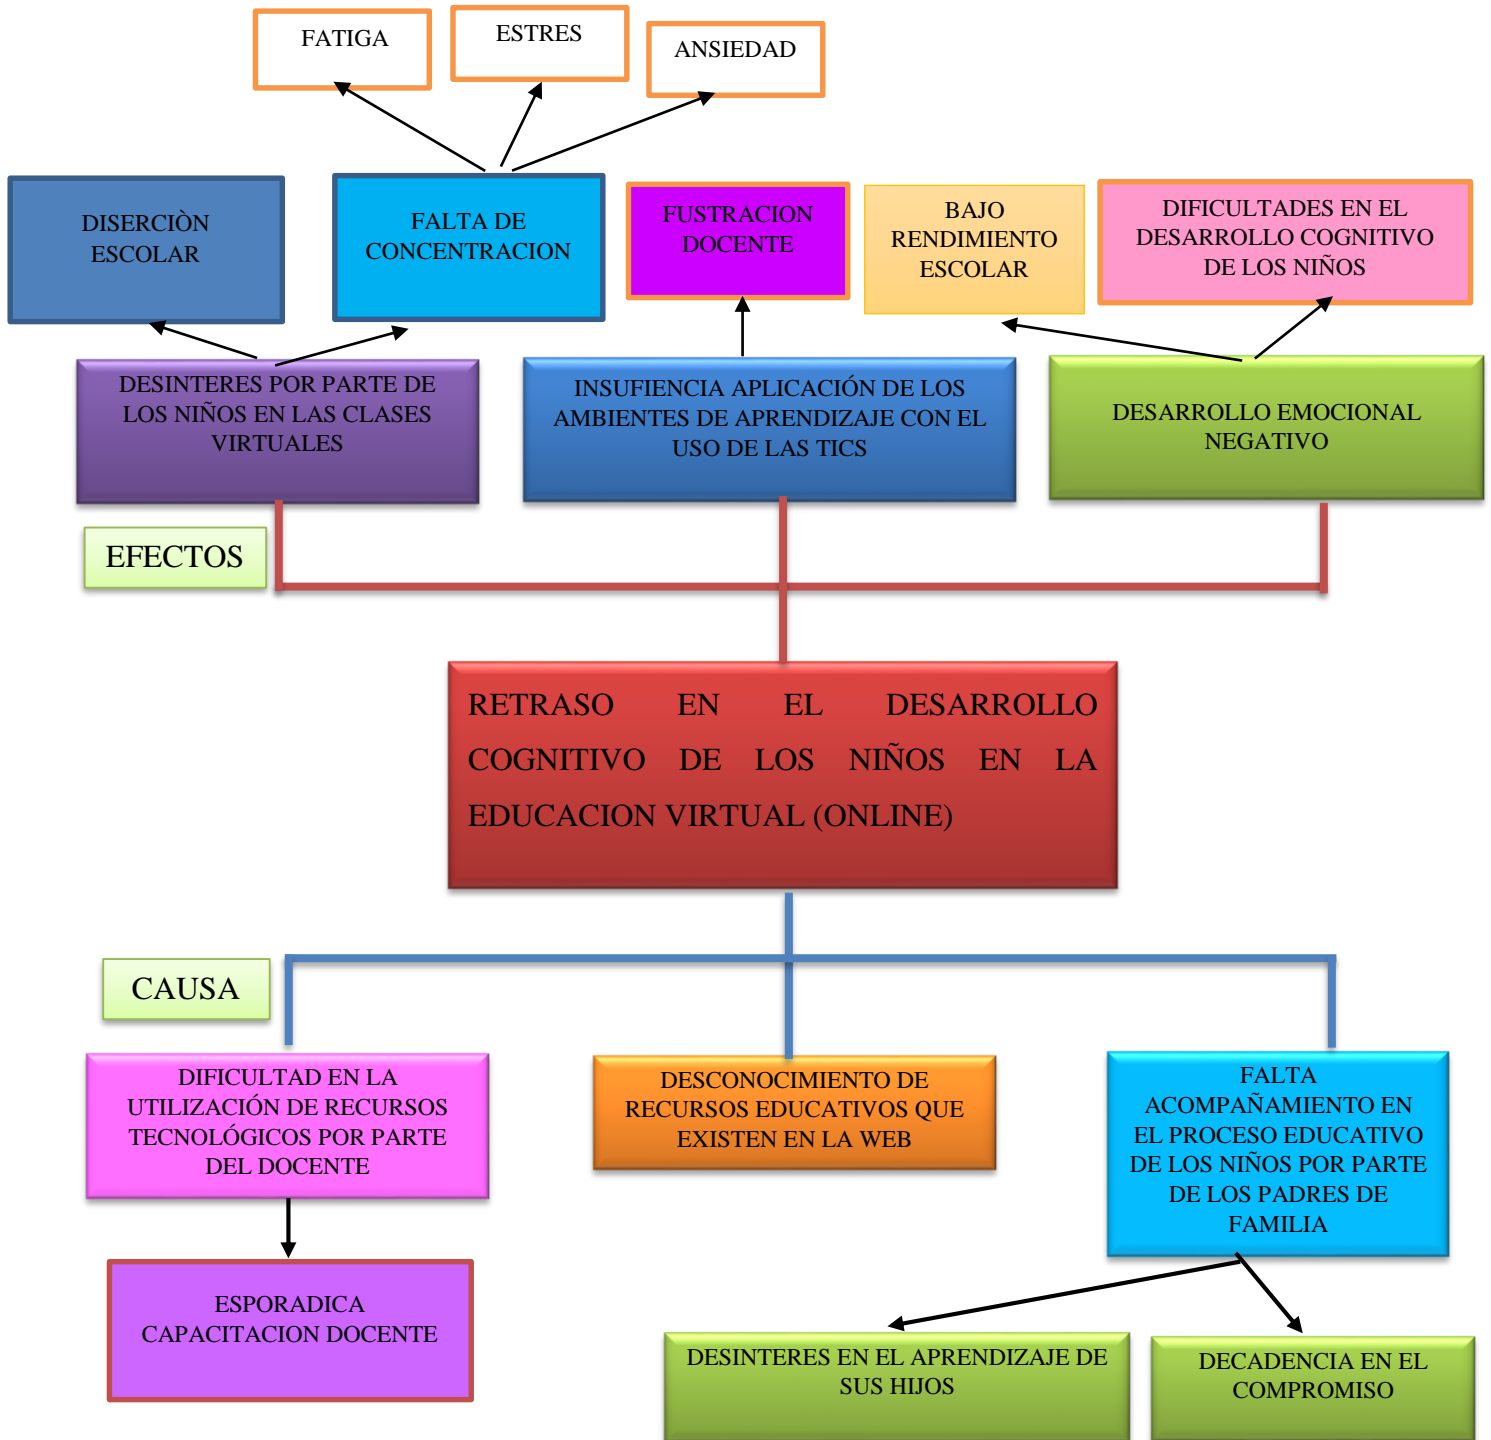 FATIGA
ESTRES
ANSIEDAD
DISERCIÒN
ESCOLAR
FALTA DE
CONCENTRACION
FUSTRACION
DOCENTE
BAJO
RENDIMIENTO
ESCOLAR
DIFICULTADES EN EL
DESARROLLO COGNITIVO
DE LOS NIÑOS
DESINTERES POR PARTE DE
LOS NIÑOS EN LAS CLASES
VIRTUALES
INSUFIENCIA APLICACIÓN DE LOS
AMBIENTES DE APRENDIZAJE CON EL
USO DE LAS TICS
DESARROLLO EMOCIONAL
NEGATIVO
EFECTOS
RETRASO EN EL DESARROLLO
COGNITIVO DE LOS NIÑOS EN LA
EDUCACION VIRTUAL (ONLINE)
CAUSA
DIFICULTAD EN LA
UTILIZACIÓN DE RECURSOS
TECNOLÓGICOS POR PARTE
DEL DOCENTE
DESCONOCIMIENTO DE
RECURSOS EDUCATIVOS QUE
EXISTEN EN LA WEB
FALTA
ACOMPAÑAMIENTO EN
EL PROCESO EDUCATIVO
DE LOS NIÑOS POR PARTE
DE LOS PADRES DE
FAMILIA
ESPORADICA
CAPACITACION DOCENTE
DESINTERES EN EL APRENDIZAJE DE
SUS HIJOS
DECADENCIA EN EL
COMPROMISO